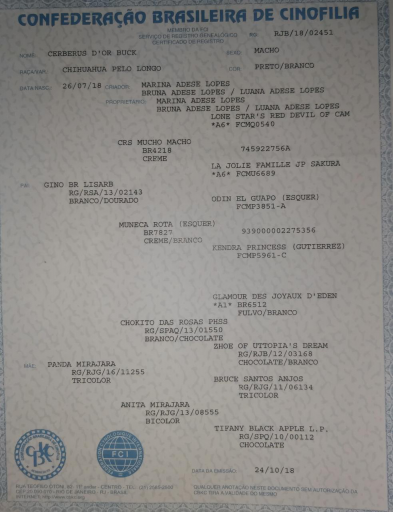 CONFEDERAÇÃO BRASILEIRA DE CINOFILIA
MEMBRO DA FCI
SERVIÇO DE REGISTRO GENEALÓGICO
CERTIFICADO DE REGISTRO
RG: RJB/18/02451
NOME: CERBERUS D'OR BUCK SEXO: MACHO
RAÇA/VAR: CHIHUAHUA PELO LONGO COR: PRETO/BRANCO
DATA NASC: 26/07/18 CRIADOR: MARINA ADESE LOPES
BRUNA ADESE LOPES / LUANA ADESE LOPES
PROPRIETÁRIO: MARINA ADESE LOPES
BRUNA ADESE LOPES / LUANA ADESE LOPES
LONE STAR'S RED DEVIL OF CAM
*A6* FCMQ0540
CRS MUCHO MACHO
BR4218 745922756A
CREME
LA JOLIE FAMILLE JP SAKURA
*A6* FCMU6689
PAI: GINO BR LISARB
RG/RSA/13/02143
BRANCO/DOURADO
ODIN EL GUAPO (ESQUER)
FCMP3851-A
MUNECA ROTA (ESQUER)
BR7827 939000002275356
CREME/BRANCO
KENDRA PRINCESS (GUTIERREZ)
FCMP5961-C
GLAMOUR DES JOYAUX D'EDEN
*A1* BR6512
FULVO/BRANCO
CHOKITO DAS ROSAS PHSS
RG/SPAQ/13/01550
BRANCO/CHOCOLATE
ZHOE OF UTTOPIA'S DREAM
RG/RJB/12/03168
CHOCOLATE/BRANCO
MÃE: PANDA MIRAJARA
RG/RJG/16/11255
TRICOLOR
BRUCE SANTOS ANJOS
RG/RJG/11/06134
TRICOLOR
ANITA MIRAJARA
RG/RJG/13/08555
BICOLOR
TIFANY BLACK APPLE L.P.
RG/SPQ/10/00112
CHOCOLATE
CBKC
FCI
DATA DA EMISSÃO: 24/10/18
QUALQUER ANOTAÇÃO NESTE DOCUMENTO SEM AUTORIZAÇÃO DA
CBKC TIRA A VALIDADE DO MESMO